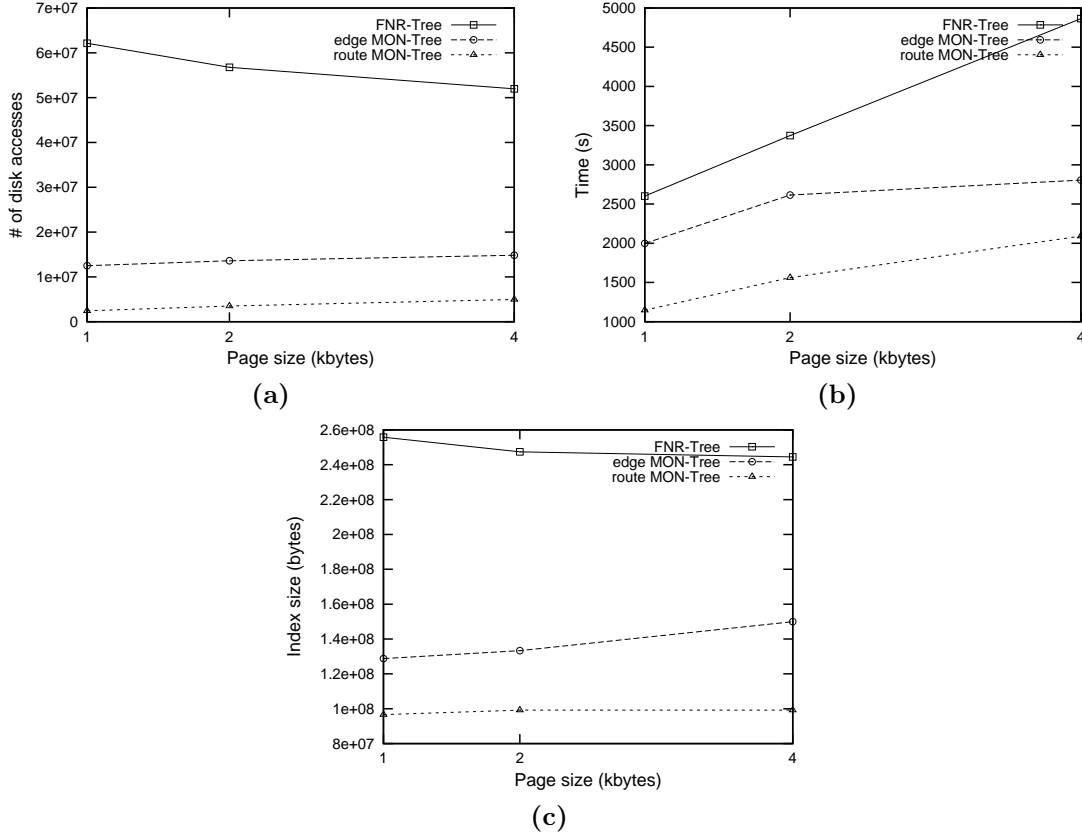 7e+07
6e+07
5e+07
4e+07
3e+07
2e+07
1e+07
0
# of disk accesses
FNR-Tree
edge MON-Tree
route MON-Tree
1 2 4
Page size (kbytes)
(a)
5000
4500
4000
3500
3000
2500
2000
1500
1000
Time (s)
FNR-Tree
edge MON-Tree
route MON-Tree
1 2 4
Page size (kbytes)
(b)
2.6e+08
2.4e+08
2.2e+08
2e+08
1.8e+08
1.6e+08
1.4e+08
1.2e+08
1e+08
8e+07
Index size (bytes)
FNR-Tree
edge MON-Tree
route MON-Tree
1 2 4
Page size (kbytes)
(c)